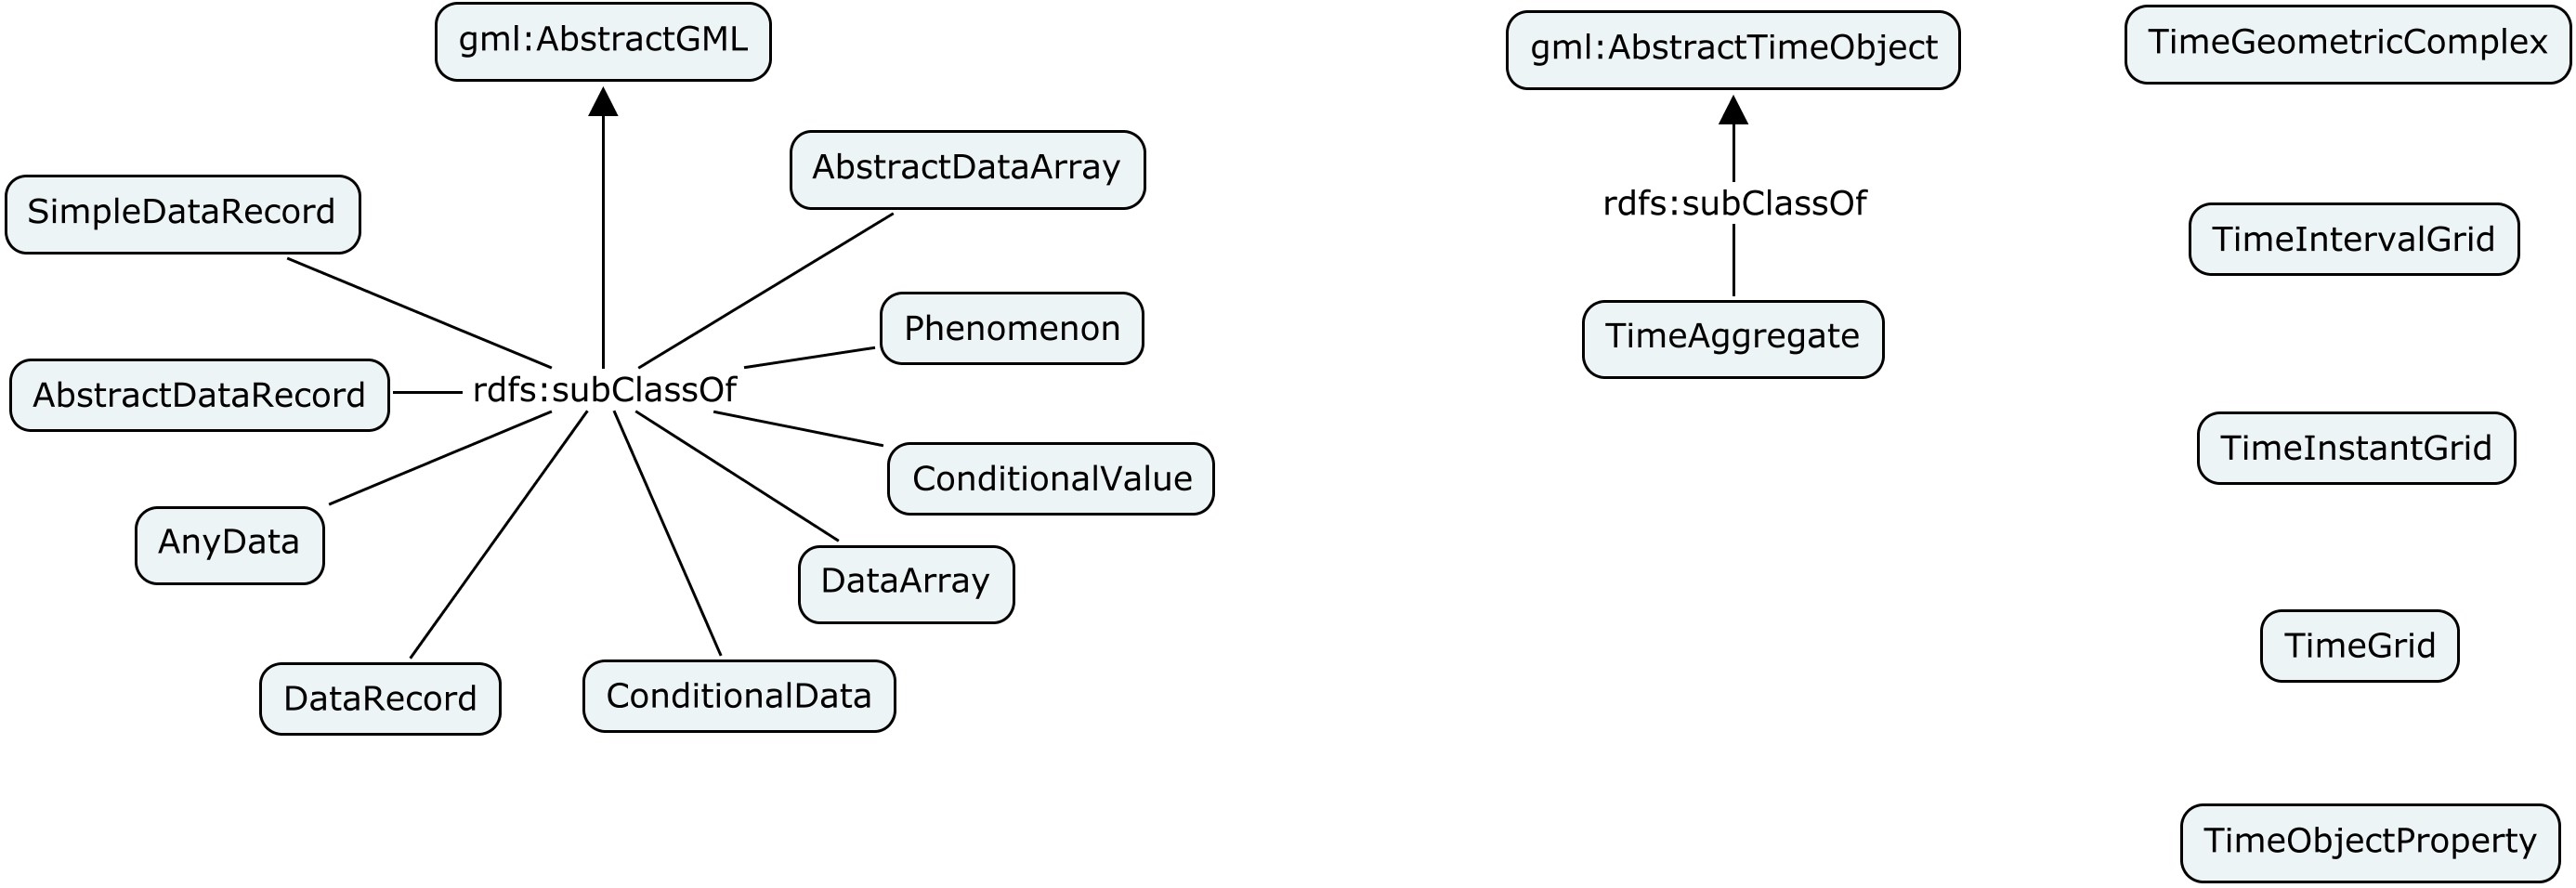 gml:AbstractGML
gml:AbstractTimeObject
TimeGeometricComplex
AbstractDataArray
SimpleDataRecord
rdfs:subClassOf
TimeIntervalGrid
Phenomenon
TimeAggregate
AbstractDataRecord
rdfs:subClassOf
TimeInstantGrid
ConditionalValue
AnyData
DataArray
TimeGrid
DataRecord
ConditionalData
TimeObjectProperty